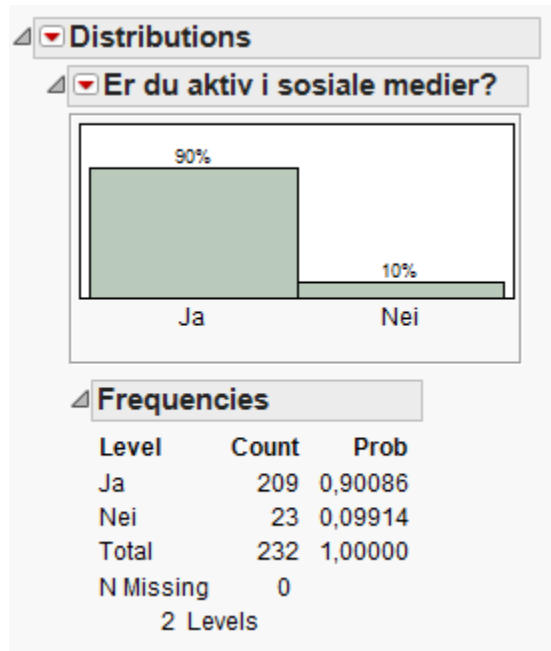 Distributions
Er du aktiv i sosiale medier?
90%
10%
Ja Nei
Frequencies
Level Count Prob
Ja 209 0,90086
Nei 23 0,09914
Total 232 1,00000
N Missing 0
2 Levels